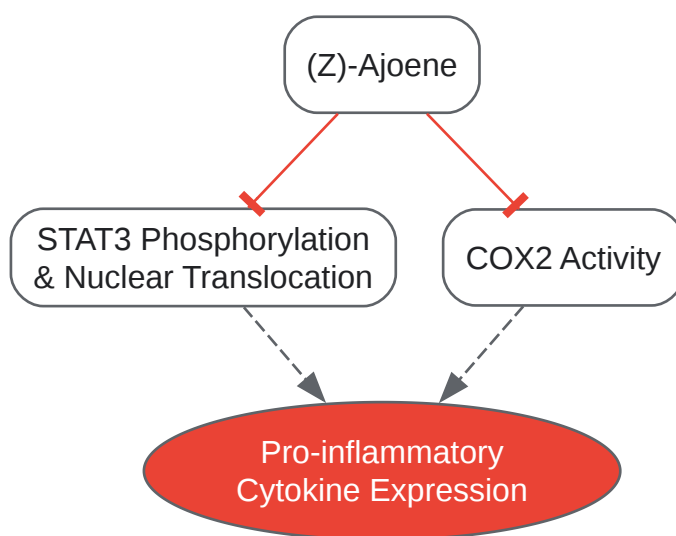 (Z)-Ajoene
STAT3 Phosphorylation
& Nuclear Translocation
COX2 Activity
Pro-inflammatory
Cytokine Expression